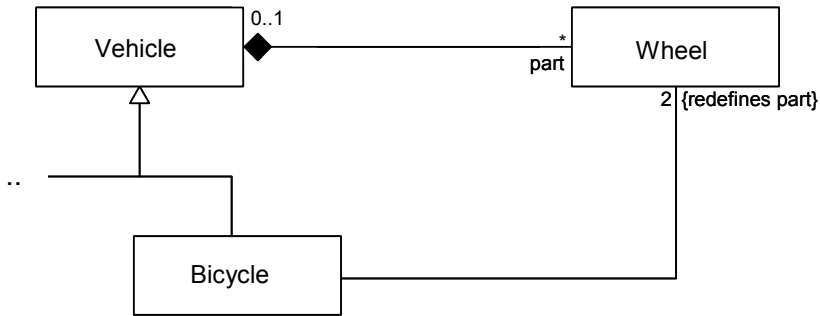 0..1
Vehicle
*
part
Wheel
2 {redefines part}
..
Bicycle